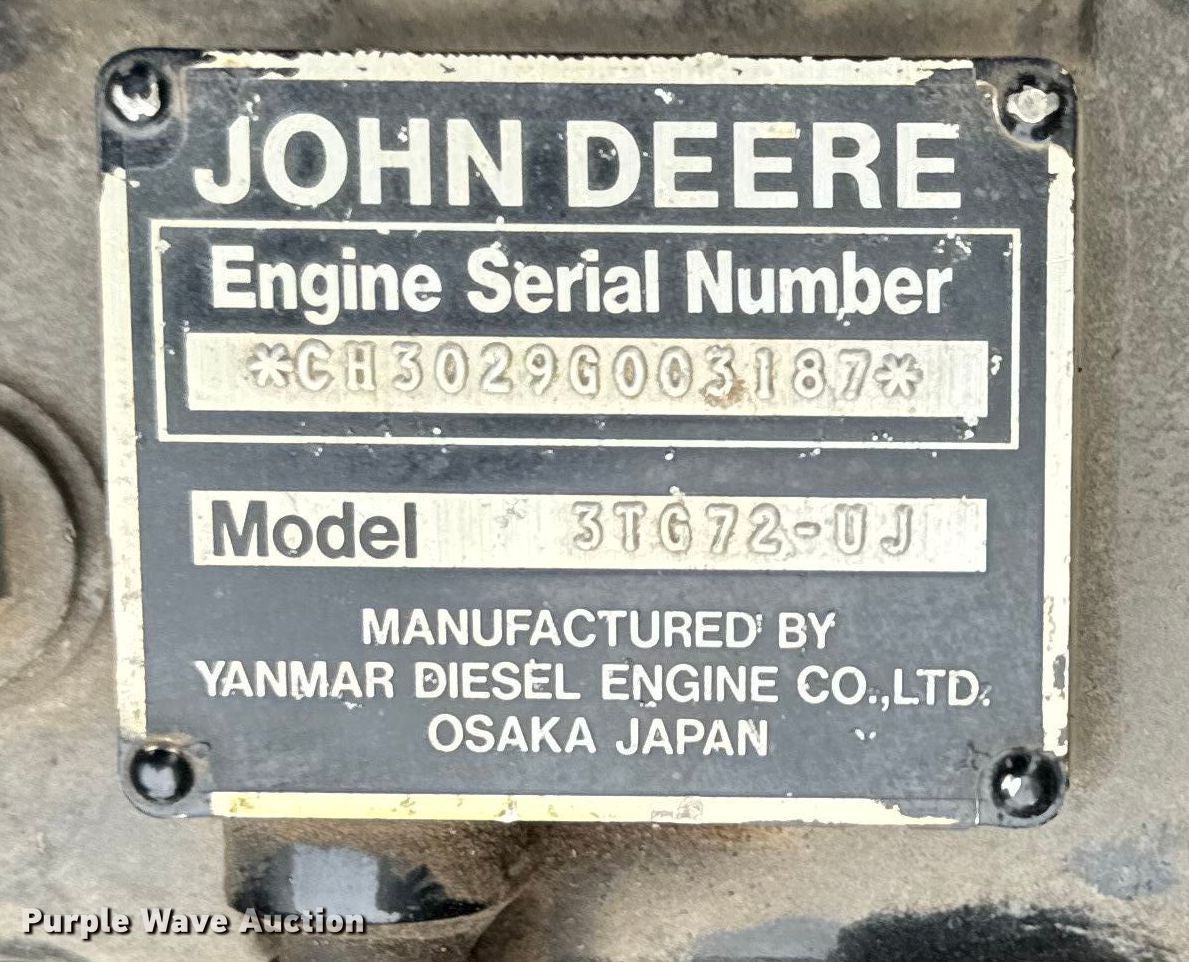 JOHN DEERE
Engine Serial Number
*CH3029G003187*
Model 3TG72-UJ
MANUFACTURED BY
YANMAR DIESEL ENGINE CO.,LTD.
OSAKA JAPAN
Purple Wave Auction